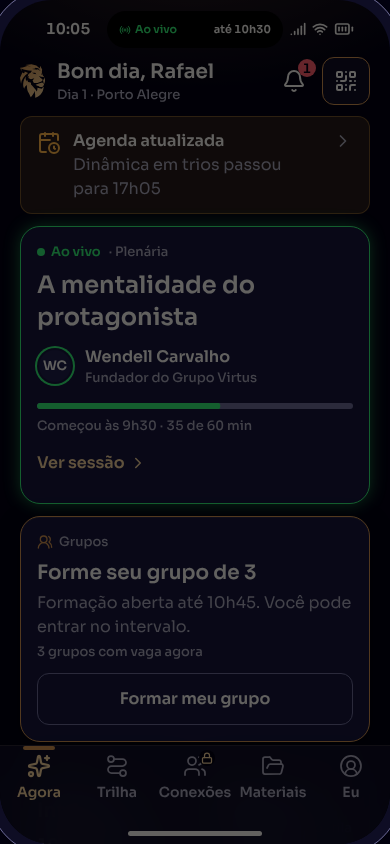 10:05
Ao vivo
até 10h30
Bom dia, Rafael
Dia 1 · Porto Alegre
1
Agenda atualizada
Dinâmica em trios passou
para 17h05
Ao vivo · Plenária
A mentalidade do
protagonista
WC
Wendell Carvalho
Fundador do Grupo Virtus
Começou às 9h30 · 35 de 60 min
Ver sessão
Grupos
Forme seu grupo de 3
Formação aberta até 10h45. Você pode
entrar no intervalo.
3 grupos com vaga agora
Formar meu grupo
Agora
Trilha
Conexões
Materiais
Eu